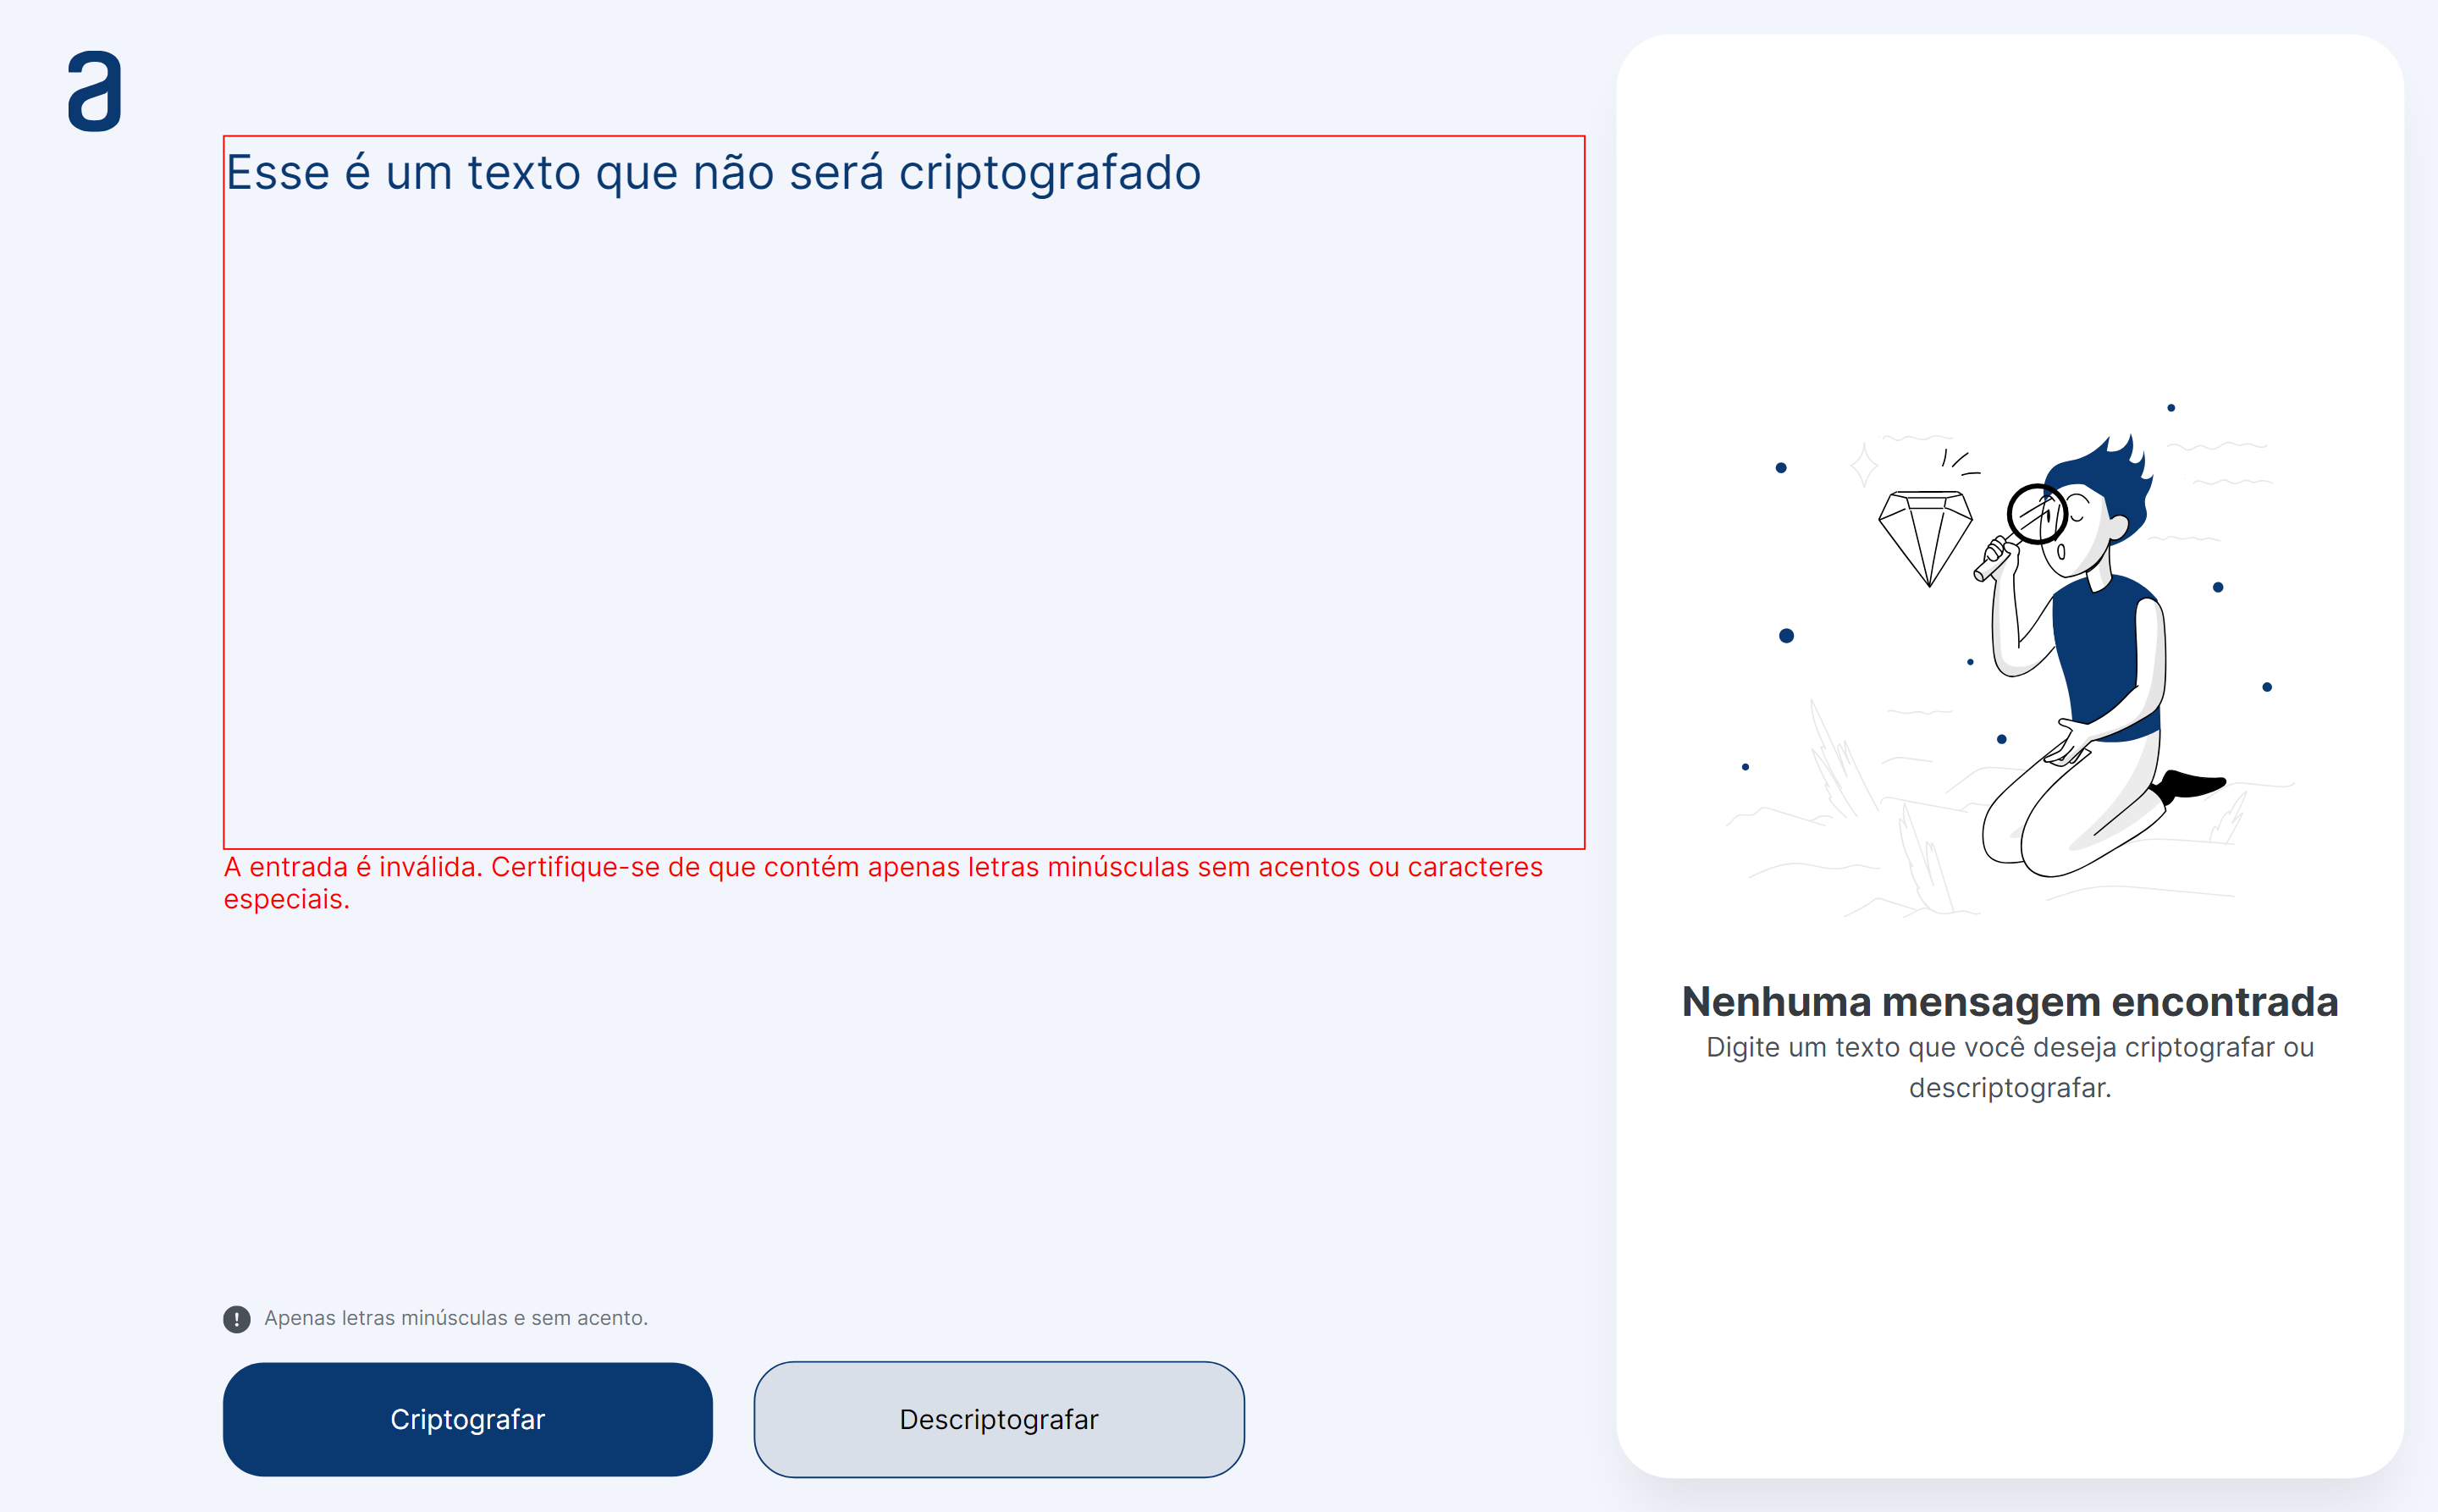 a
Esse é um texto que não será criptografado
A entrada é inválida. Certifique-se de que contém apenas letras minúsculas sem acentos ou caracteres
especiais.
Apenas letras minúsculas e sem acento.
Criptografar
Descriptografar
Nenhuma mensagem encontrada
Digite um texto que você deseja criptografar ou
descriptografar.